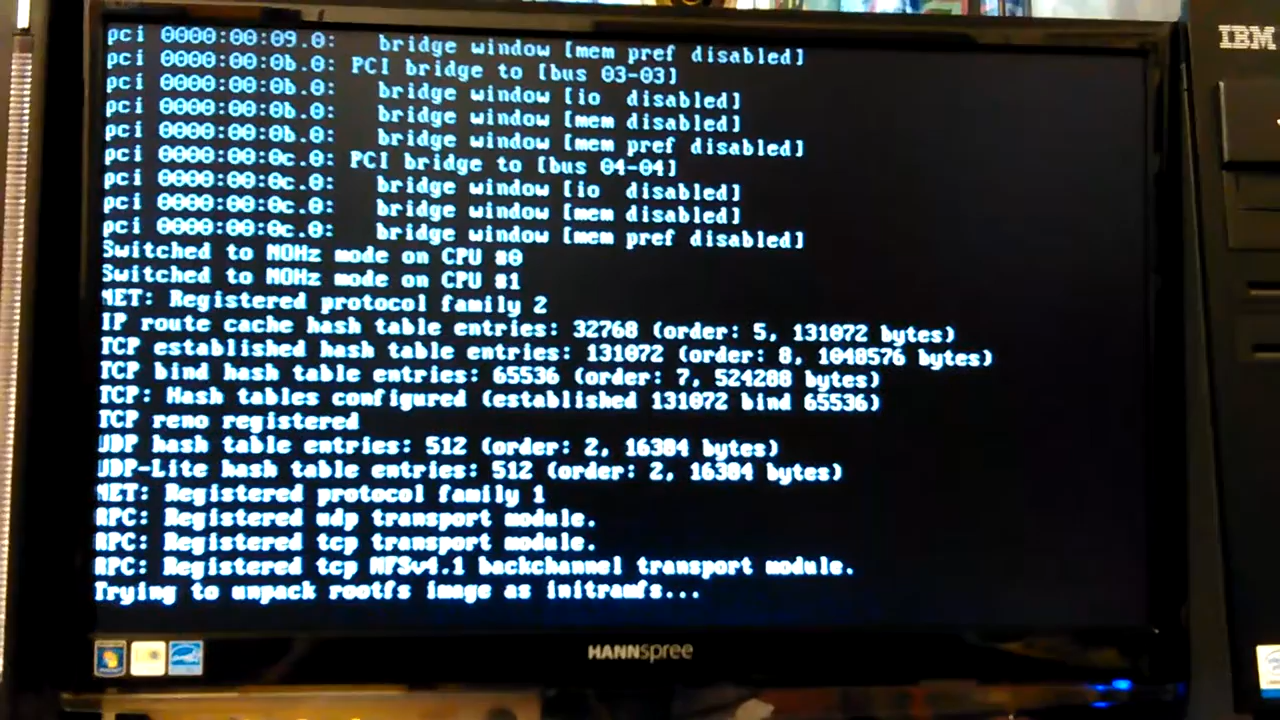 pci 0000:00:09.0:   bridge window [mem pref disabled]
pci 0000:00:0b.0: PCI bridge to [bus 03-03]
pci 0000:00:0b.0:   bridge window [io  disabled]
pci 0000:00:0b.0:   bridge window [mem disabled]
pci 0000:00:0b.0:   bridge window [mem pref disabled]
pci 0000:00:0c.0: PCI bridge to [bus 04-04]
pci 0000:00:0c.0:   bridge window [io  disabled]
pci 0000:00:0c.0:   bridge window [mem disabled]
pci 0000:00:0c.0:   bridge window [mem pref disabled]
Switched to NOHz mode on CPU #0
Switched to NOHz mode on CPU #1
NET: Registered protocol family 2
IP route cache hash table entries: 32768 (order: 5, 131072 bytes)
TCP established hash table entries: 131072 (order: 8, 1048576 bytes)
TCP bind hash table entries: 65536 (order: 7, 524288 bytes)
TCP: Hash tables configured (established 131072 bind 65536)
TCP reno registered
UDP hash table entries: 512 (order: 2, 16384 bytes)
UDP-Lite hash table entries: 512 (order: 2, 16384 bytes)
NET: Registered protocol family 1
RPC: Registered udp transport module.
RPC: Registered tcp transport module.
RPC: Registered tcp NFSv4.1 backchannel transport module.
Trying to unpack rootfs image as initramfs...
HANNspree
IBM